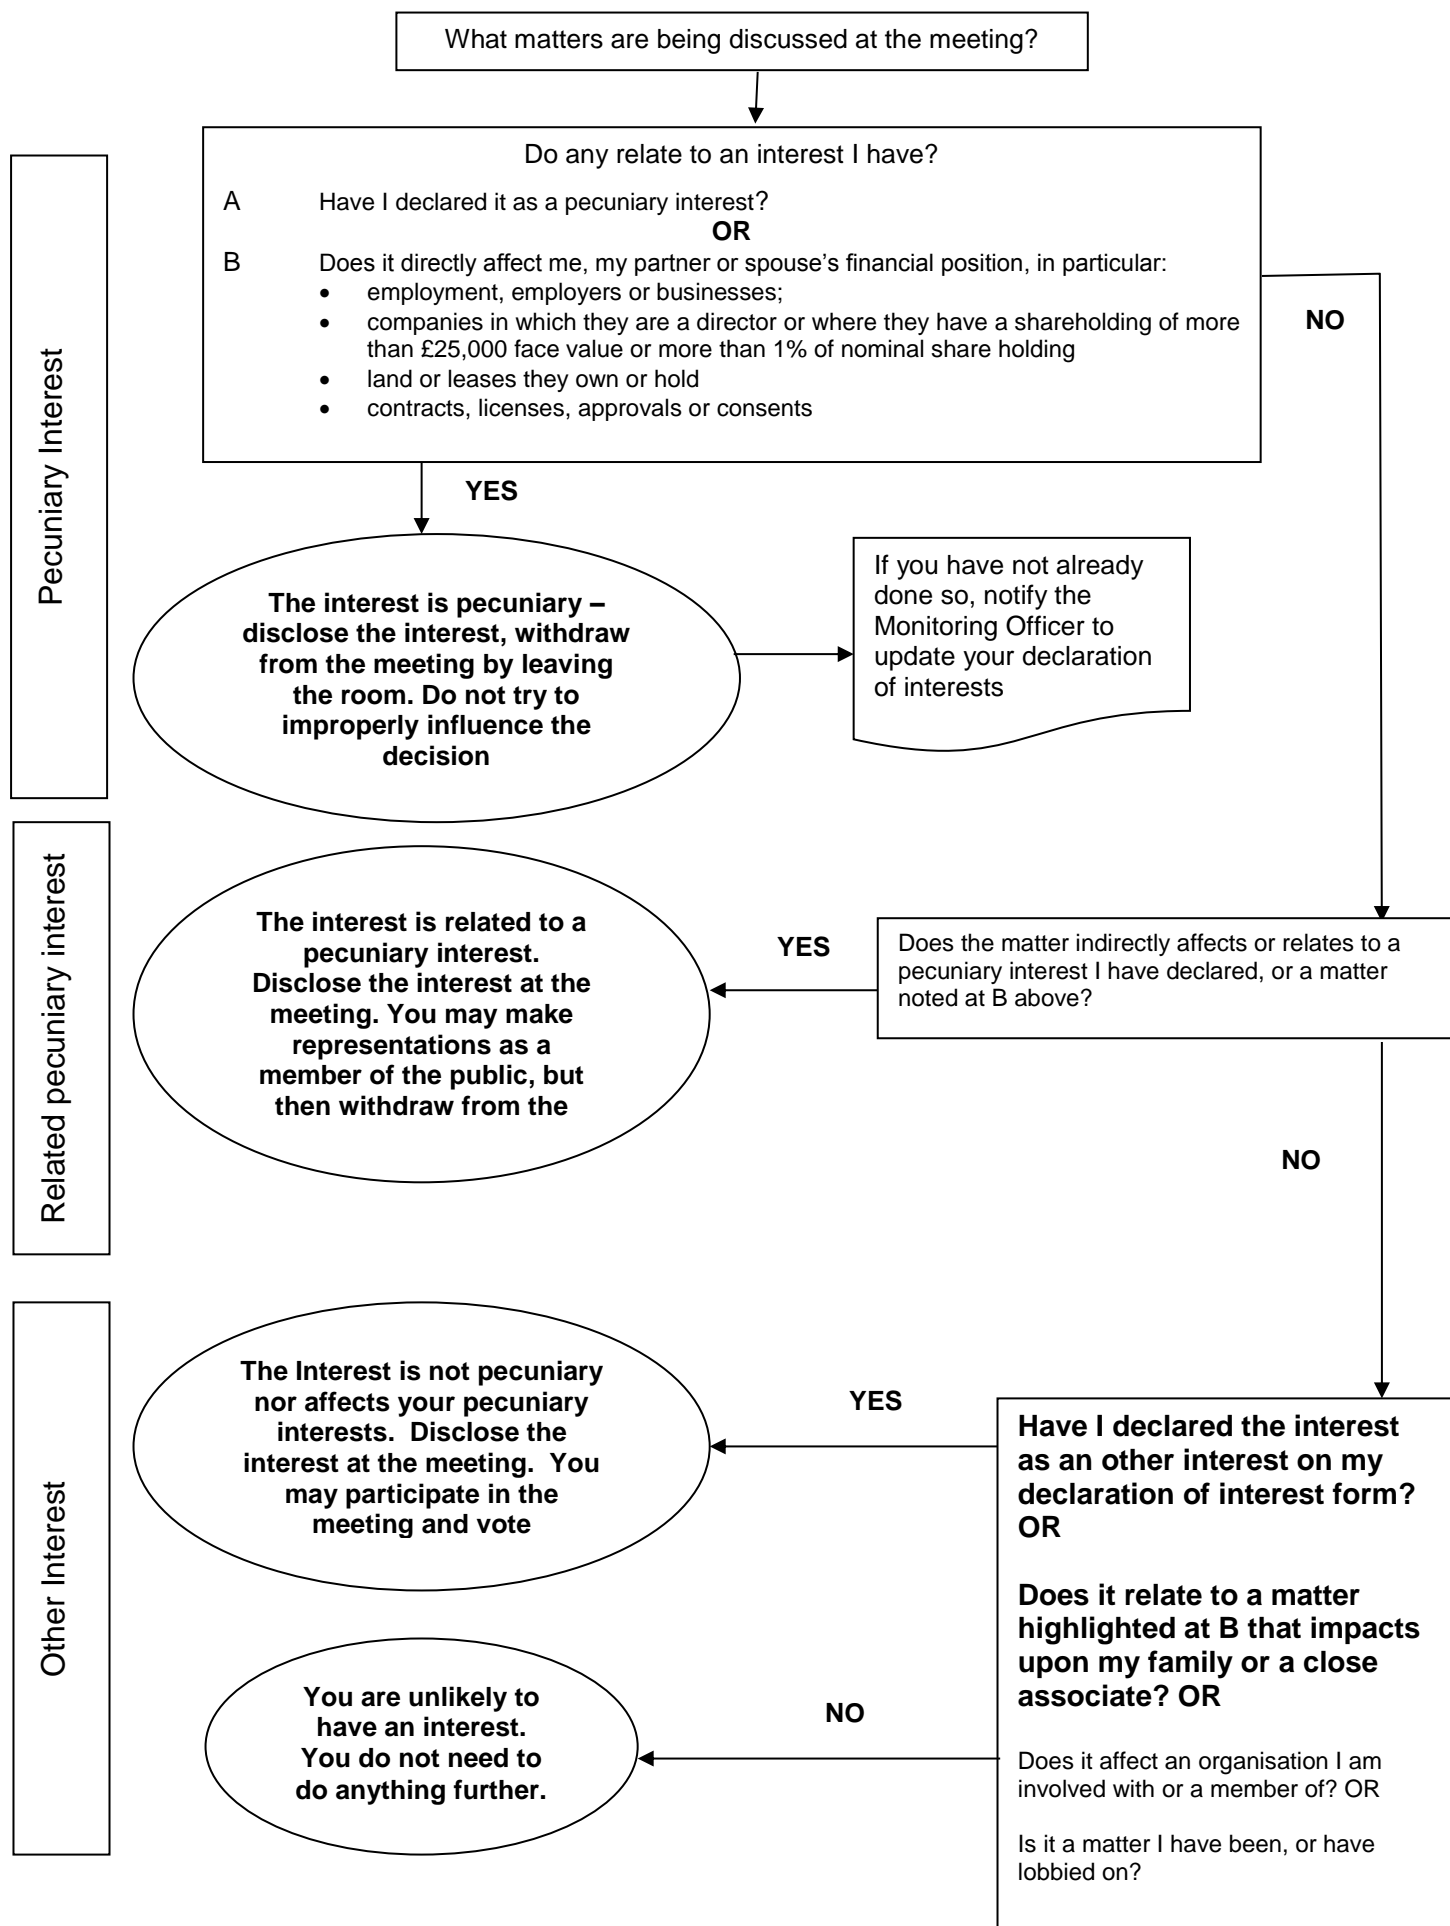 What matters are being discussed at the meeting?
Pecuniary Interest
Do any relate to an interest I have?
A Have I declared it as a pecuniary interest?
OR
B Does it directly affect me, my partner or spouse's financial position, in particular:
• employment, employers or businesses;
• companies in which they are a director or where they have a shareholding of more
than £25,000 face value or more than 1% of nominal share holding
• land or leases they own or hold
• contracts, licenses, approvals or consents
NO
YES
The interest is pecuniary –
disclose the interest, withdraw
from the meeting by leaving
the room. Do not try to
improperly influence the
decision
If you have not already
done so, notify the
Monitoring Officer to
update your declaration
of interests
Related pecuniary interest
The interest is related to a
pecuniary interest.
Disclose the interest at the
meeting. You may make
representations as a
member of the public, but
then withdraw from the
YES
Does the matter indirectly affects or relates to a
pecuniary interest I have declared, or a matter
noted at B above?
NO
Other Interest
The Interest is not pecuniary
nor affects your pecuniary
interests. Disclose the
interest at the meeting. You
may participate in the
meeting and vote
YES
Have I declared the interest
as an other interest on my
declaration of interest form?
OR
Does it relate to a matter
highlighted at B that impacts
upon my family or a close
associate? OR
Does it affect an organisation I am
involved with or a member of? OR
Is it a matter I have been, or have
lobbied on?
NO
You are unlikely to
have an interest.
You do not need to
do anything further.